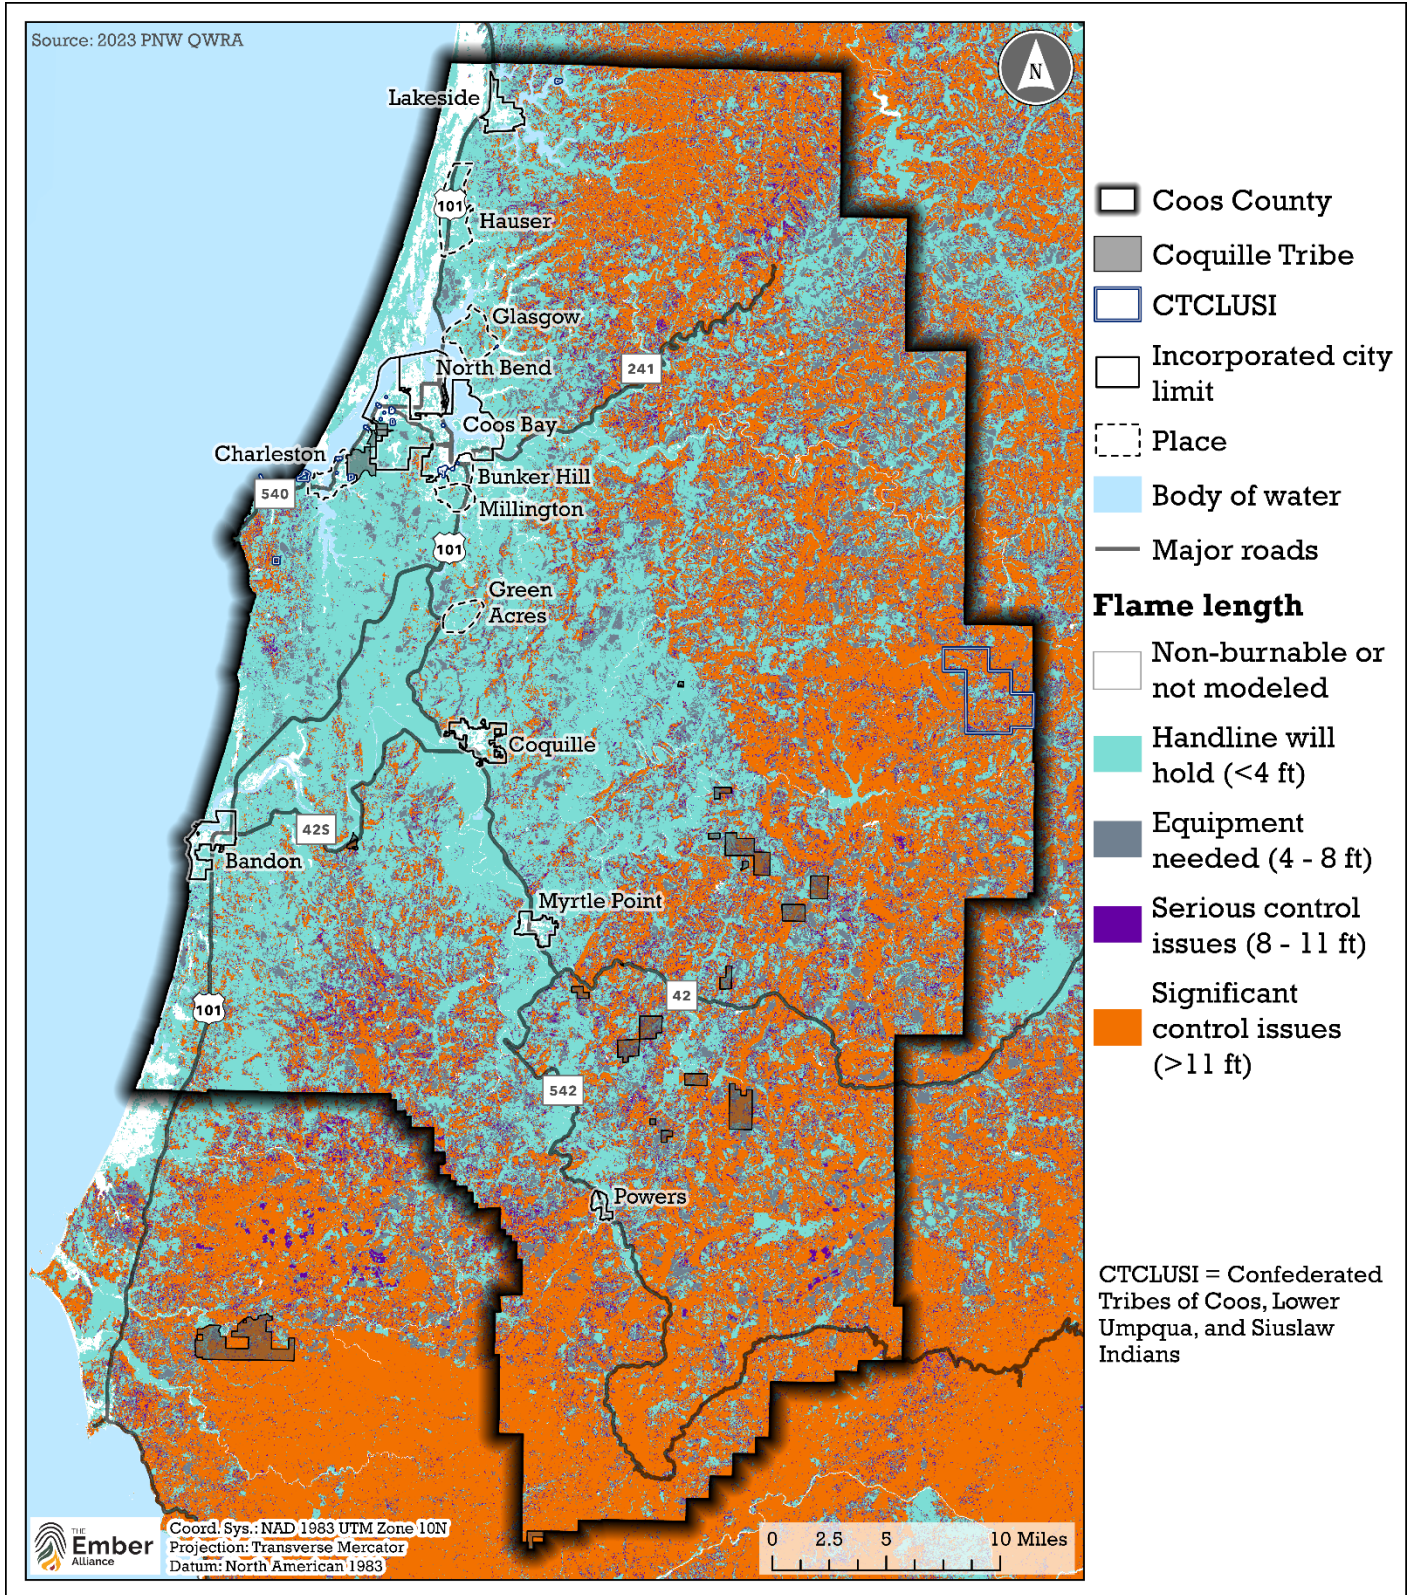 Source: 2023 PNW QWRA
N
Lakeside
101
Hauser
Glasgow
North Bend
241
Coos Bay
Charleston
Bunker Hill
540
Millington
101
Green
Acres
Coquille
42S
Bandon
Myrtle Point
42
101
542
Powers
THE
Ember
Alliance
Coord. Sys.: NAD 1983 UTM Zone 10N
Projection: Transverse Mercator
Datum: North American 1983
0 2.5 5 10 Miles
Coos County
Coquille Tribe
CTCLUSI
Incorporated city
limit
Place
Body of water
Major roads
Flame length
Non-burnable or
not modeled
Handline will
hold (<4 ft)
Equipment
needed (4 - 8 ft)
Serious control
issues (8 - 11 ft)
Significant
control issues
(>11 ft)
CTCLUSI = Confederated
Tribes of Coos, Lower
Umpqua, and Siuslaw
Indians